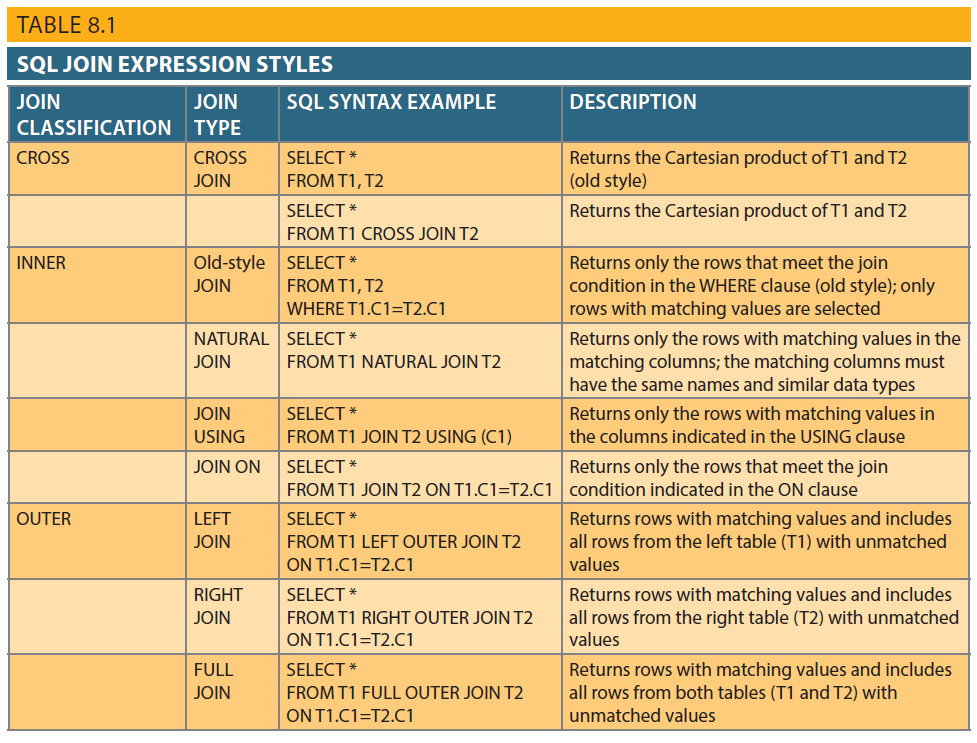 TABLE 8.1
SQL JOIN EXPRESSION STYLES
JOIN
CLASSIFICATION
JOIN
TYPE
SQL SYNTAX EXAMPLE
DESCRIPTION
CROSS
CROSS
JOIN
SELECT *
FROM T1, T2
Returns the Cartesian product of T1 and T2
(old style)
SELECT *
FROM T1 CROSS JOIN T2
Returns the Cartesian product of T1 and T2
INNER
Old-style
JOIN
SELECT *
FROM T1, T2
WHERE T1.C1=T2.C1
Returns only the rows that meet the join
condition in the WHERE clause (old style); only
rows with matching values are selected
NATURAL
JOIN
SELECT *
FROM T1 NATURAL JOIN T2
Returns only the rows with matching values in the
matching columns; the matching columns must
have the same names and similar data types
JOIN
USING
SELECT *
FROM T1 JOIN T2 USING (C1)
Returns only the rows with matching values in
the columns indicated in the USING clause
JOIN ON
SELECT *
FROM T1 JOIN T2 ON T1.C1=T2.C1
Returns only the rows that meet the join
condition indicated in the ON clause
OUTER
LEFT
JOIN
SELECT *
FROM T1 LEFT OUTER JOIN T2
ON T1.C1=T2.C1
Returns rows with matching values and includes
all rows from the left table (T1) with unmatched
values
RIGHT
JOIN
SELECT *
FROM T1 RIGHT OUTER JOIN T2
ON T1.C1=T2.C1
Returns rows with matching values and includes
all rows from the right table (T2) with unmatched
values
FULL
JOIN
SELECT *
FROM T1 FULL OUTER JOIN T2
ON T1.C1=T2.C1
Returns rows with matching values and includes
all rows from both tables (T1 and T2) with
unmatched values